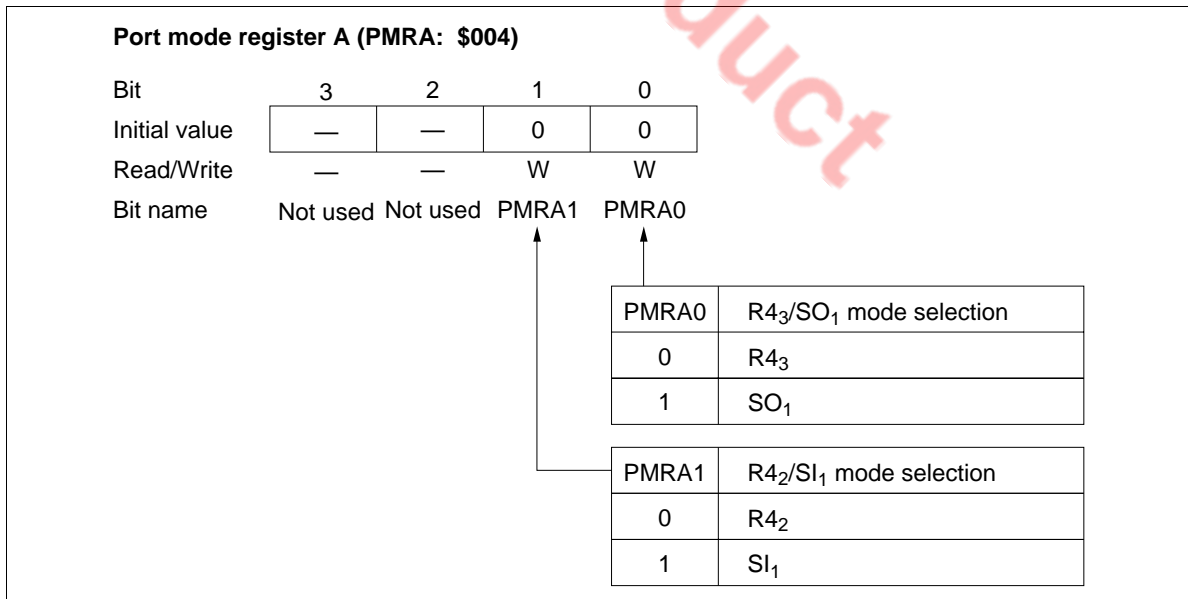 Port mode register A (PMRA: $004)
Bit 3 2 1 0
Initial value — — 0 0
Read/Write — — W W
Bit name Not used Not used PMRA1 PMRA0
PMRA0 R4₃/SO₁ mode selection
0 R4₃
1 SO₁
PMRA1 R4₂/SI₁ mode selection
0 R4₂
1 SI₁